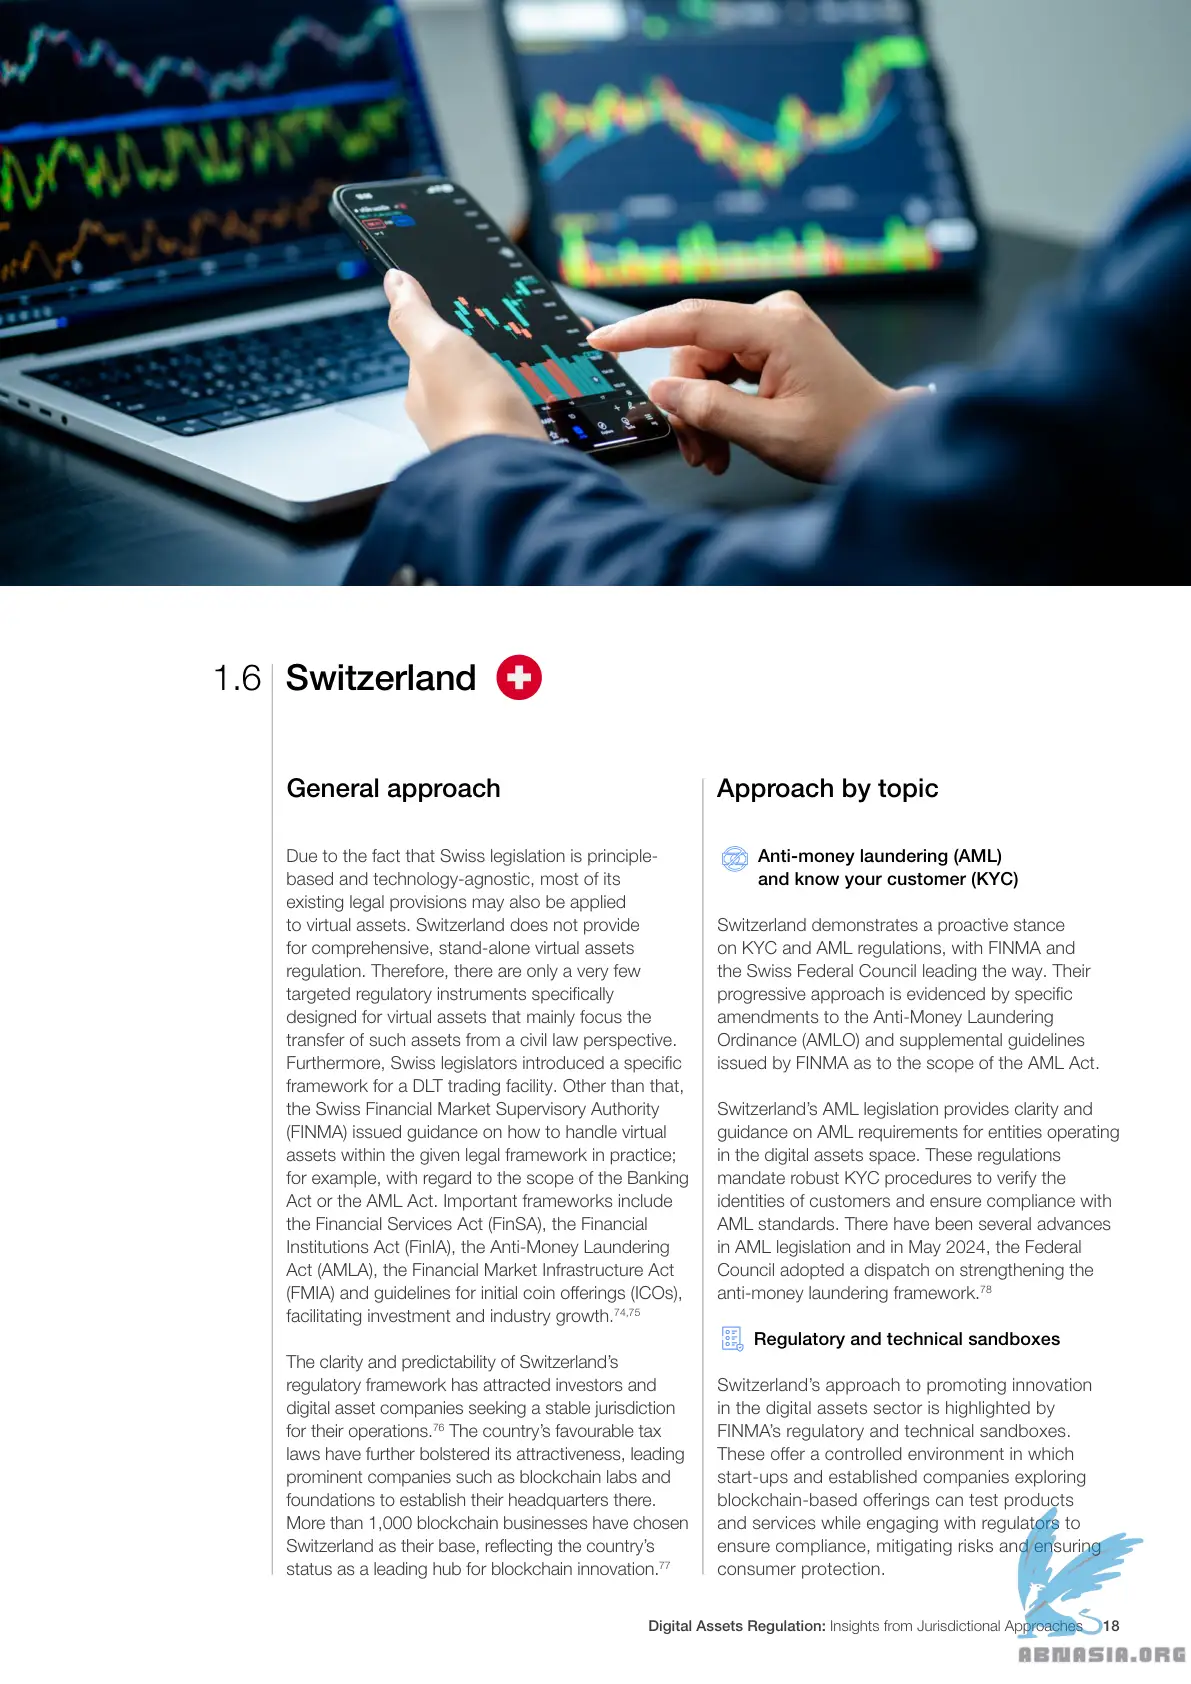 1.6 Switzerland
General approach
Due to the fact that Swiss legislation is principle-
based and technology-agnostic, most of its
existing legal provisions may also be applied
to virtual assets. Switzerland does not provide
for comprehensive, stand-alone virtual assets
regulation. Therefore, there are only a very few
targeted regulatory instruments specifically
designed for virtual assets that mainly focus the
transfer of such assets from a civil law perspective.
Furthermore, Swiss legislators introduced a specific
framework for a DLT trading facility. Other than that,
the Swiss Financial Market Supervisory Authority
(FINMA) issued guidance on how to handle virtual
assets within the given legal framework in practice;
for example, with regard to the scope of the Banking
Act or the AML Act. Important frameworks include
the Financial Services Act (FinSA), the Financial
Institutions Act (FinIA), the Anti-Money Laundering
Act (AMLA), the Financial Market Infrastructure Act
(FMIA) and guidelines for initial coin offerings (ICOs),
facilitating investment and industry growth.74,75
The clarity and predictability of Switzerland's
regulatory framework has attracted investors and
digital asset companies seeking a stable jurisdiction
for their operations.76 The country's favourable tax
laws have further bolstered its attractiveness, leading
prominent companies such as blockchain labs and
foundations to establish their headquarters there.
More than 1,000 blockchain businesses have chosen
Switzerland as their base, reflecting the country's
status as a leading hub for blockchain innovation.77
Approach by topic
Anti-money laundering (AML)
and know your customer (KYC)
Switzerland demonstrates a proactive stance
on KYC and AML regulations, with FINMA and
the Swiss Federal Council leading the way. Their
progressive approach is evidenced by specific
amendments to the Anti-Money Laundering
Ordinance (AMLO) and supplemental guidelines
issued by FINMA as to the scope of the AML Act.
Switzerland's AML legislation provides clarity and
guidance on AML requirements for entities operating
in the digital assets space. These regulations
mandate robust KYC procedures to verify the
identities of customers and ensure compliance with
AML standards. There have been several advances
in AML legislation and in May 2024, the Federal
Council adopted a dispatch on strengthening the
anti-money laundering framework.78
Regulatory and technical sandboxes
Switzerland's approach to promoting innovation
in the digital assets sector is highlighted by
FINMA's regulatory and technical sandboxes.
These offer a controlled environment in which
start-ups and established companies exploring
blockchain-based offerings can test products
and services while engaging with regulators to
ensure compliance, mitigating risks and ensuring
consumer protection.
Digital Assets Regulation: Insights from Jurisdictional Approaches 18
ABNASIA.ORG